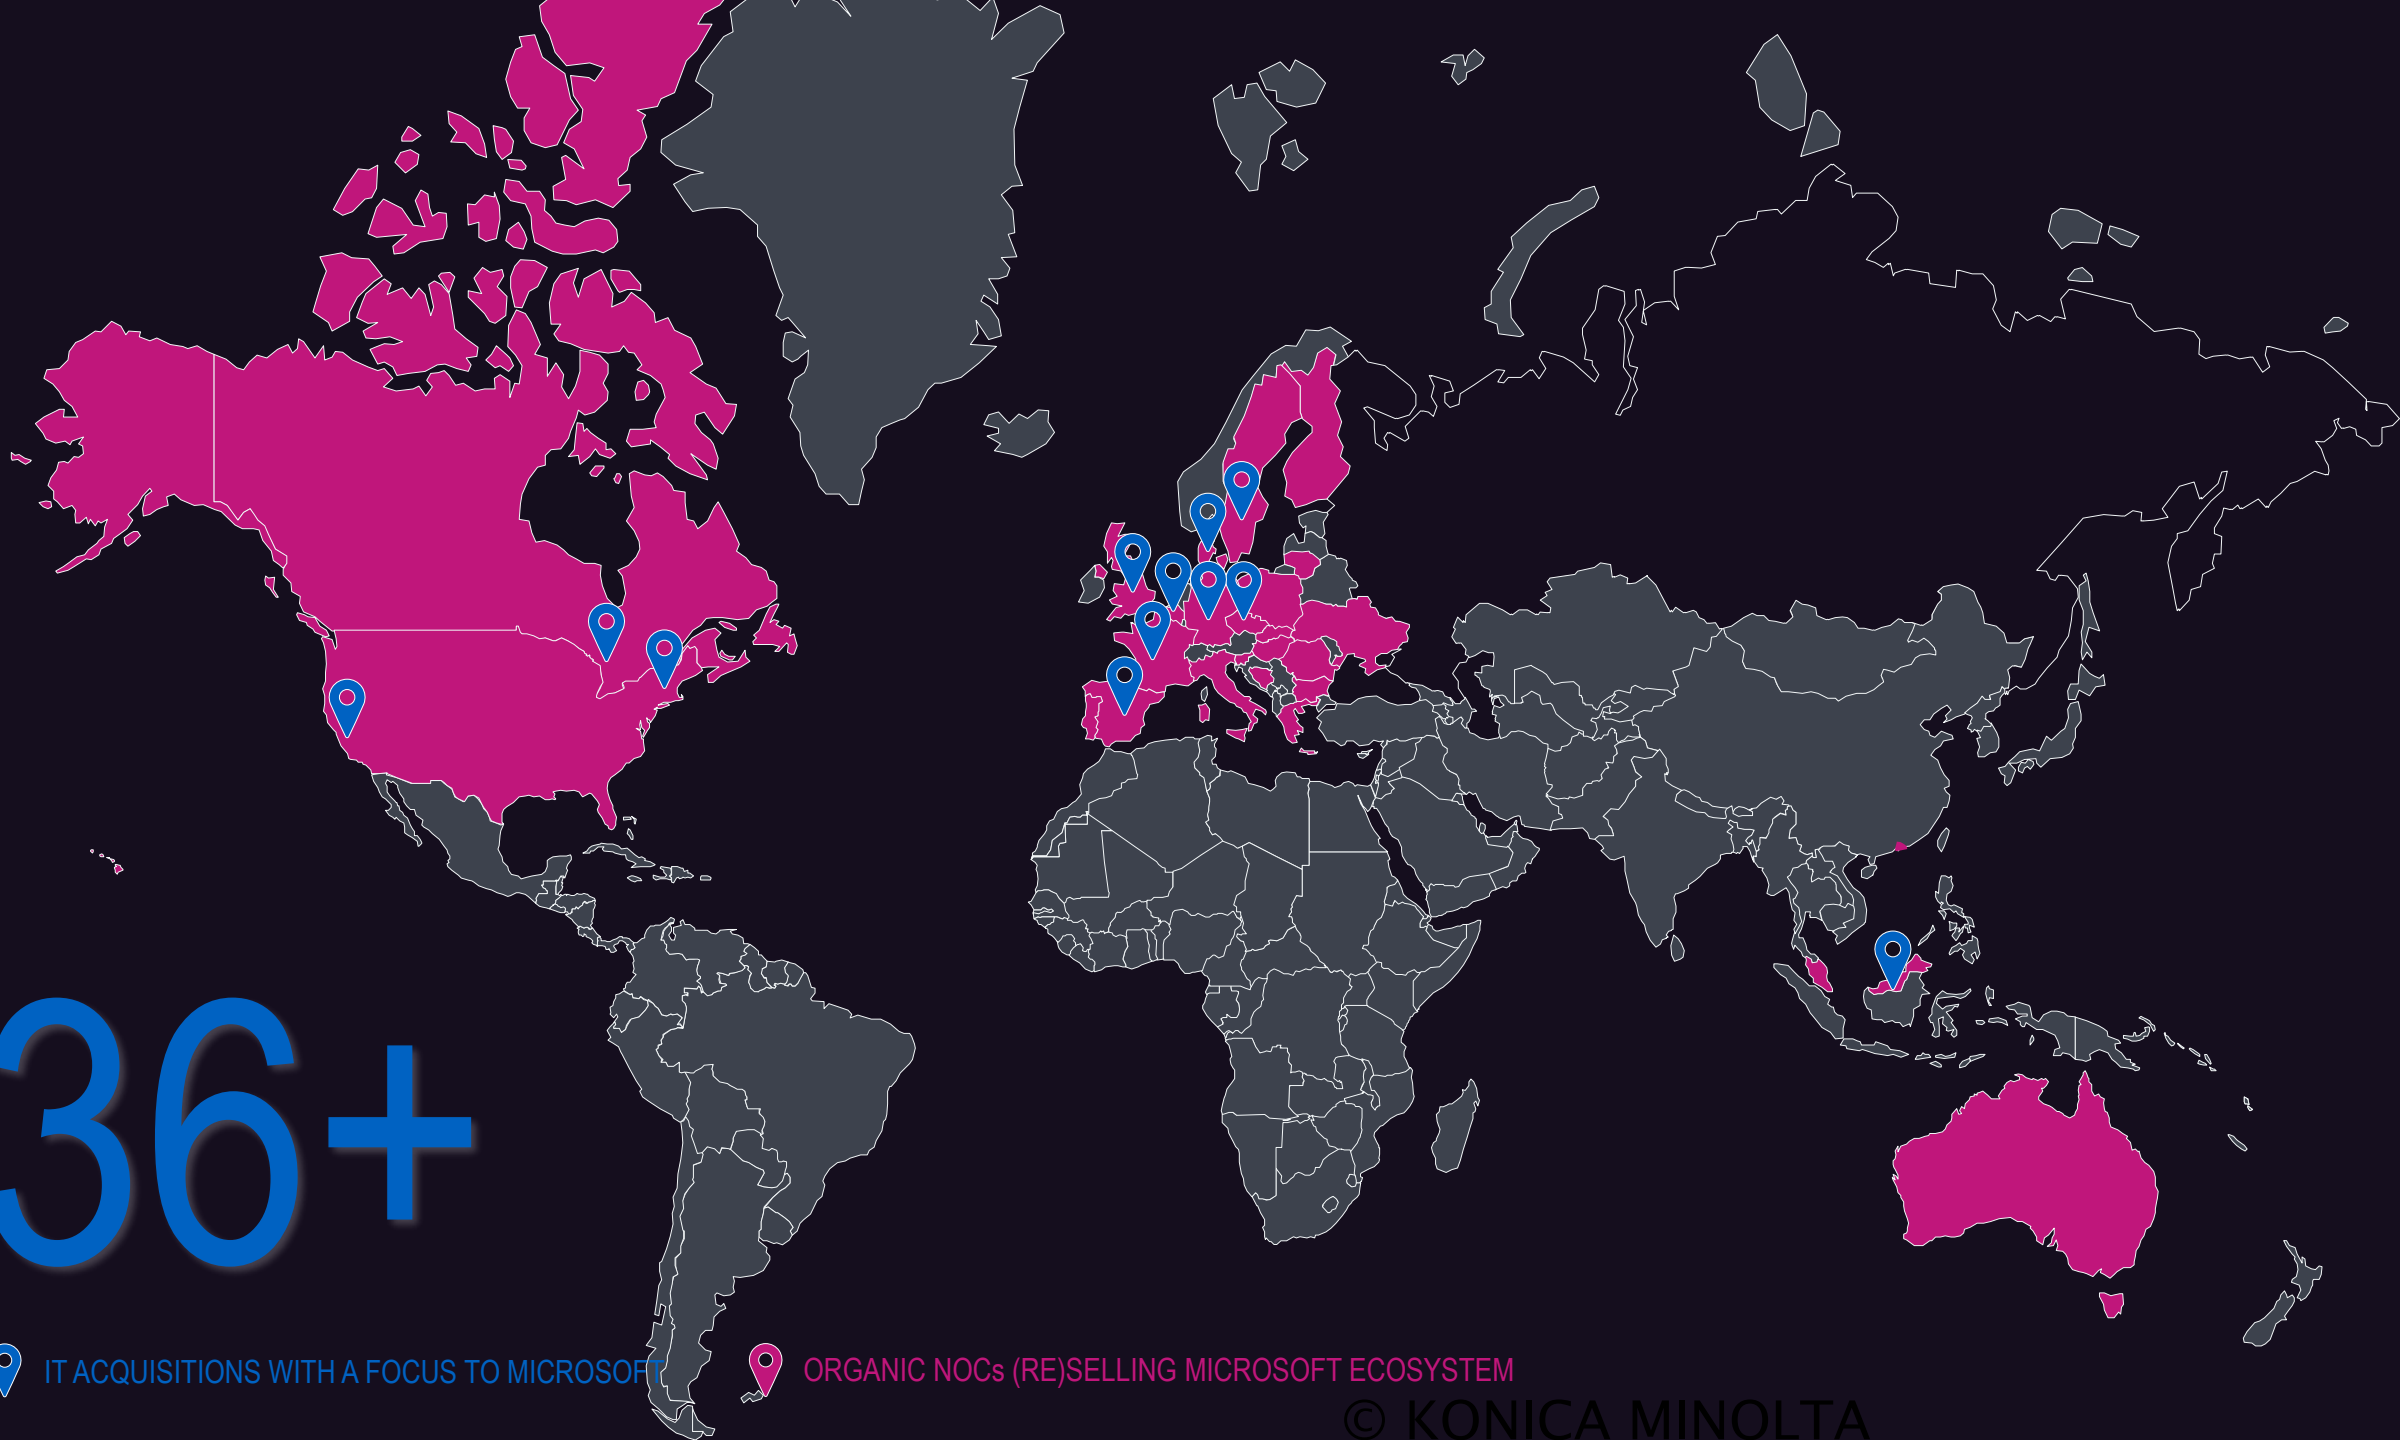 36+
IT ACQUISITIONS WITH A FOCUS TO MICROSOFT
ORGANIC NOCs (RE)SELLING MICROSOFT ECOSYSTEM
© KONICA MINOLTA